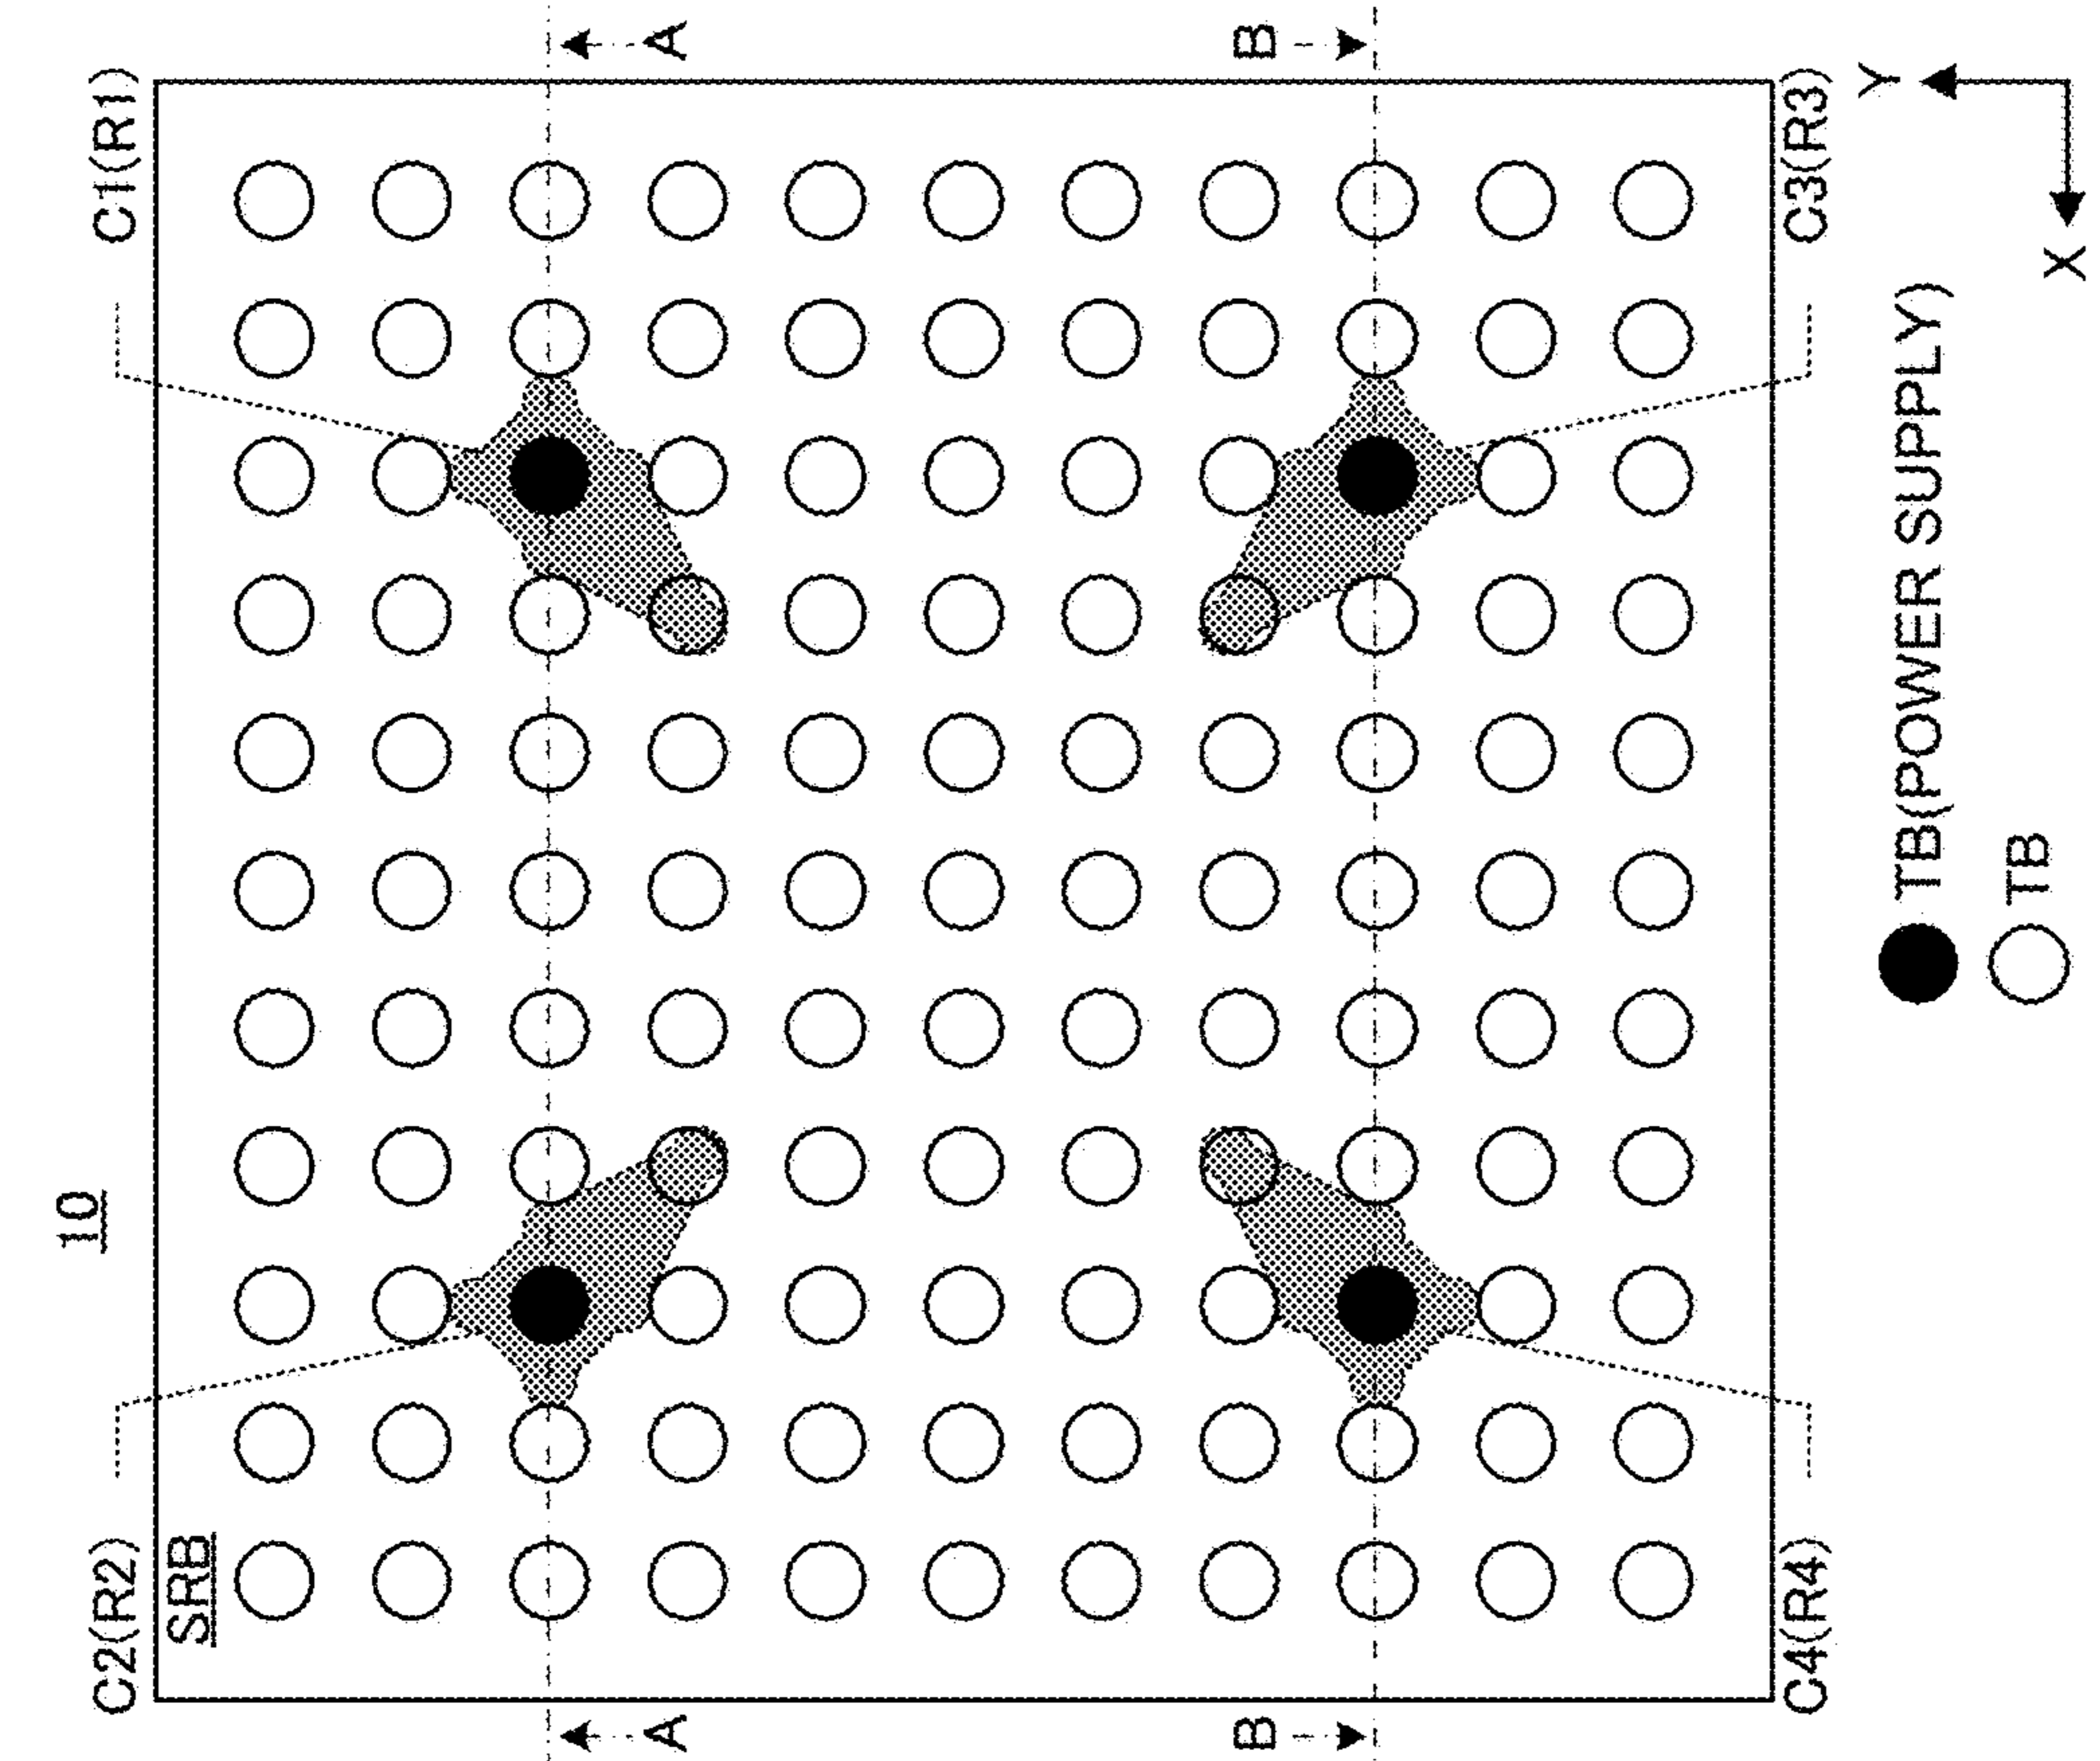 10
C2(R2)
C1(R1)
SRB
A
A
B
B
C4(R4)
C3(R3)
Y
X
TB(POWER SUPPLY)
TB